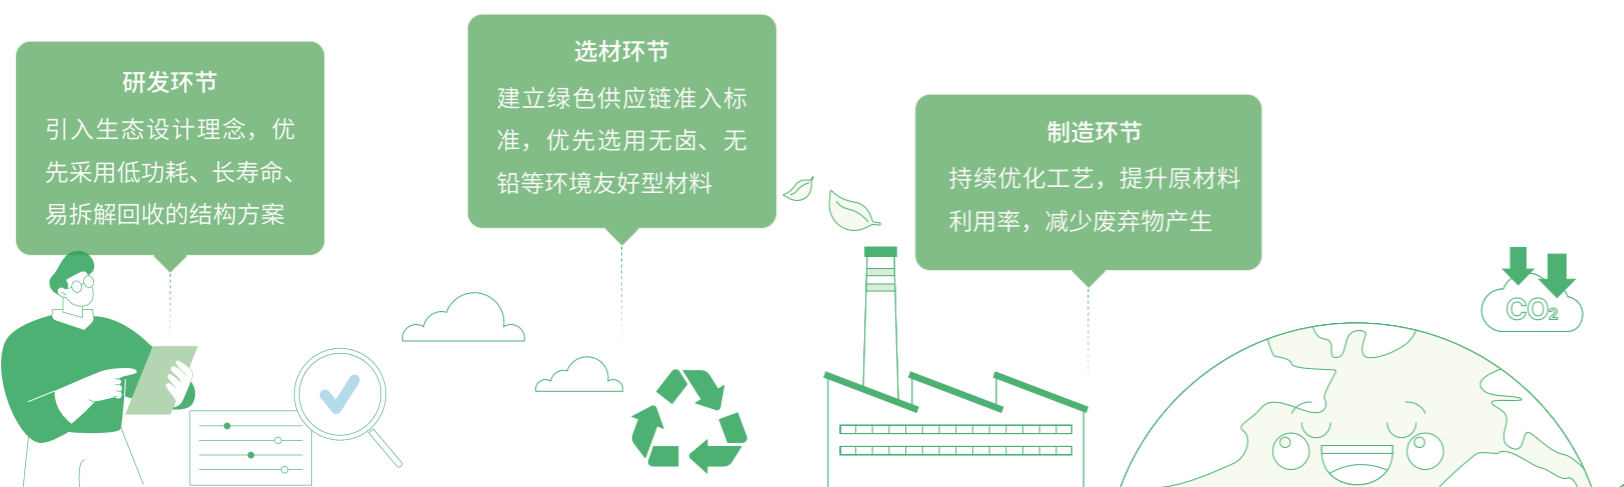 研发环节
引入生态设计理念，优
先采用低功耗、长寿命、
易拆解回收的结构方案
选材环节
建立绿色供应链准入标
准，优先选用无卤、无
铅等环境友好型材料
制造环节
持续优化工艺，提升原材料
利用率，减少废弃物产生
CO₂